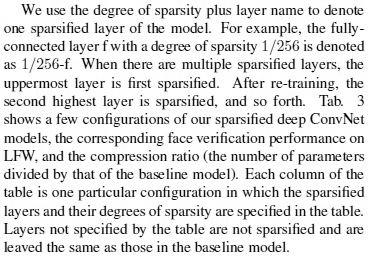 We use the degree of sparsity plus layer name to denote
one sparsified layer of the model. For example, the fully-
connected layer f with a degree of sparsity 1/256 is denoted
as 1/256-f. When there are multiple sparsified layers, the
uppermost layer is first sparsified. After re-training, the
second highest layer is sparsified, and so forth. Tab. 3
shows a few configurations of our sparsified deep ConvNet
models, the corresponding face verification performance on
LFW, and the compression ratio (the number of parameters
divided by that of the baseline model). Each column of the
table is one particular configuration in which the sparsified
layers and their degrees of sparsity are specified in the table.
Layers not specified by the table are not sparsified and are
leaved the same as those in the baseline model.